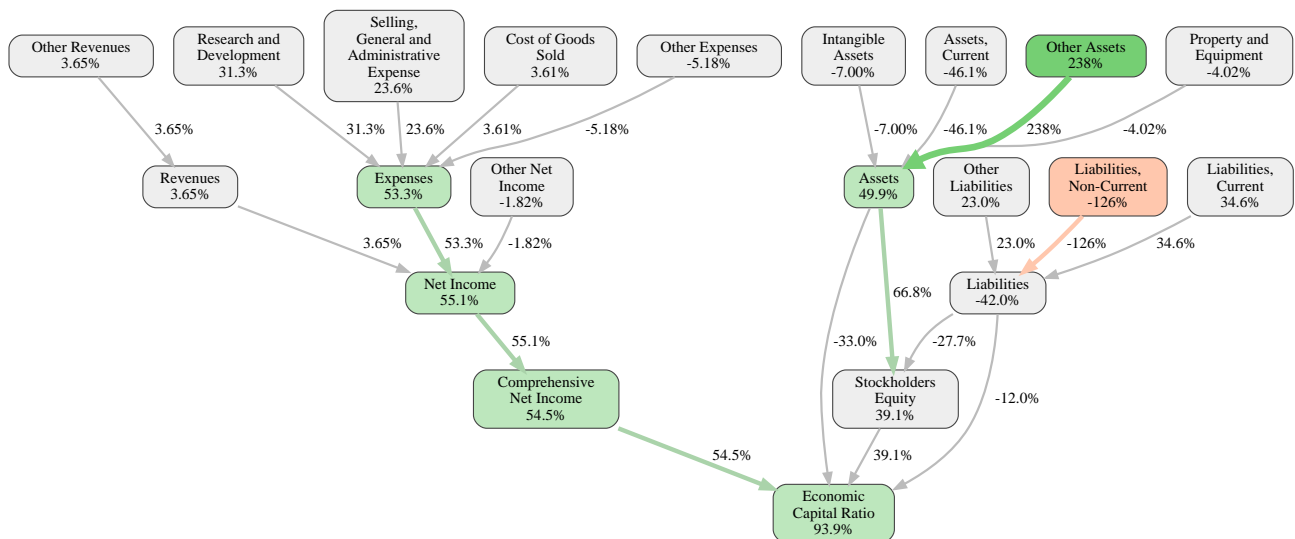 Other Revenues
3.65%
Research and
Development
31.3%
Selling,
General and
Administrative
Expense
23.6%
Cost of Goods
Sold
3.61%
Other Expenses
-5.18%
Intangible
Assets
-7.00%
Assets,
Current
-46.1%
Other Assets
238%
Property and
Equipment
-4.02%
3.65%
31.3%
23.6%
3.61%
-5.18%
-7.00%
-46.1%
238%
-4.02%
Revenues
3.65%
Expenses
53.3%
Other Net
Income
-1.82%
Assets
49.9%
Other
Liabilities
23.0%
Liabilities,
Non-Current
-126%
Liabilities,
Current
34.6%
3.65%
53.3%
-1.82%
23.0%
-126%
34.6%
Net Income
55.1%
66.8%
Liabilities
-42.0%
55.1%
-33.0%
-27.7%
Comprehensive
Net Income
54.5%
Stockholders
Equity
39.1%
-12.0%
54.5%
39.1%
Economic
Capital Ratio
93.9%